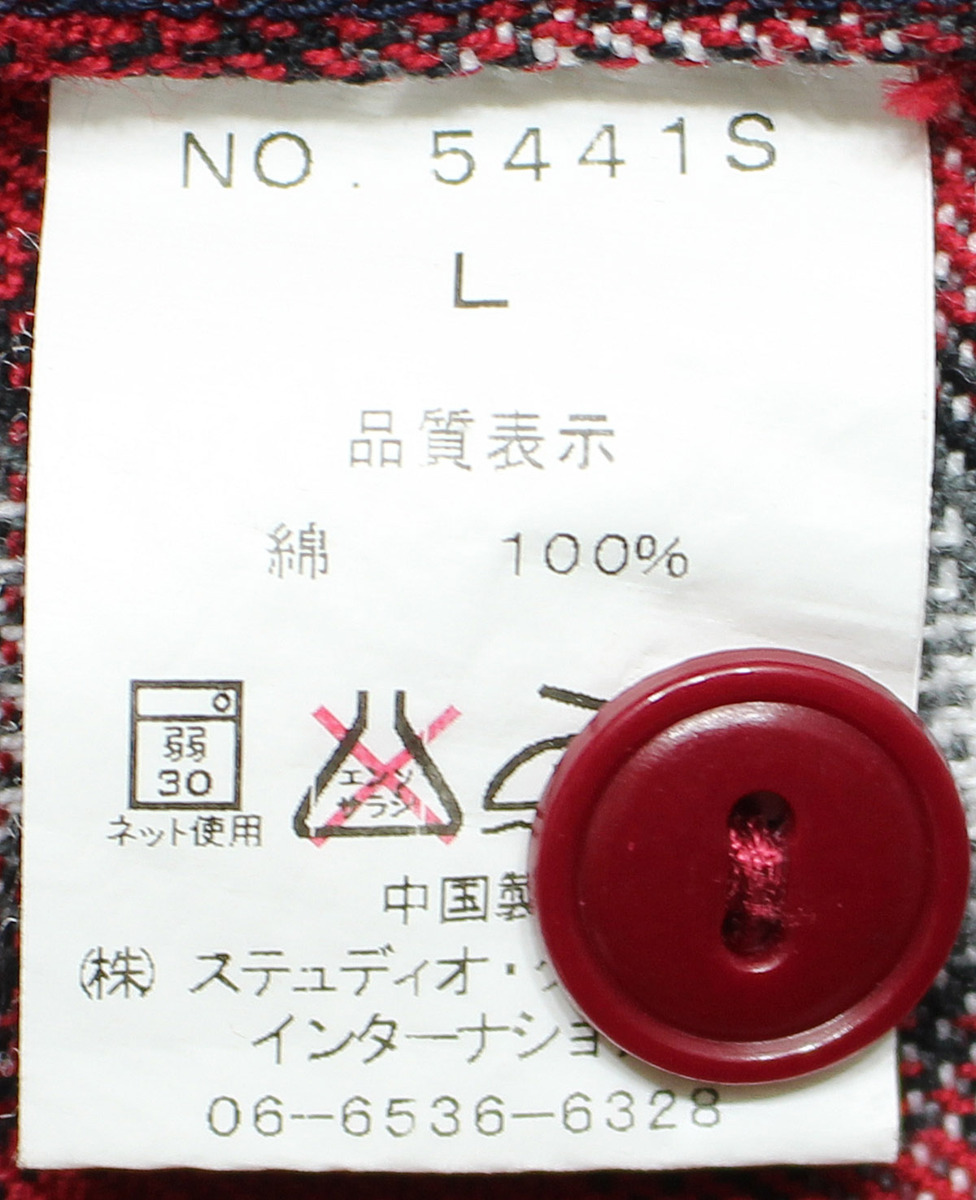 NO. 5441S
L
品質表示
綿 100%
弱
30
ネット使用
エンソ
サラシ
中国製
(株) ステュディオ・
インターナショ
06-6536-6328